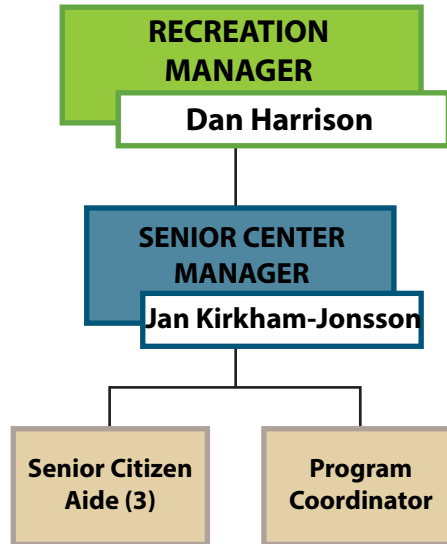 RECREATION
MANAGER
Dan Harrison
SENIOR CENTER
MANAGER
Jan Kirkham-Jonsson
Senior Citizen
Aide (3)
Program
Coordinator